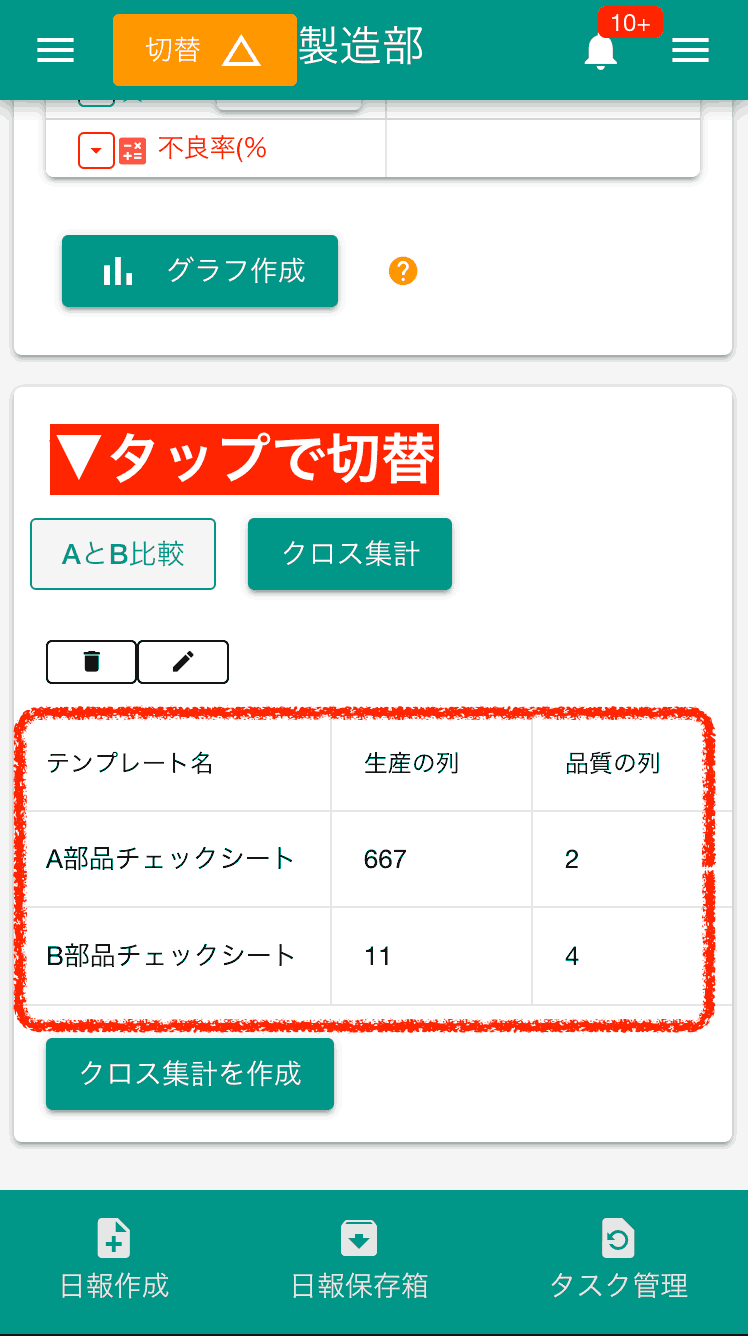 切替 △ 製造部 10+
不良率(%
グラフ作成 ?
▼タップで切替
AとB比較 クロス集計
テンプレート名 生産の列 品質の列
A部品チェックシート 667 2
B部品チェックシート 11 4
クロス集計を作成
日報作成 日報保存箱 タスク管理